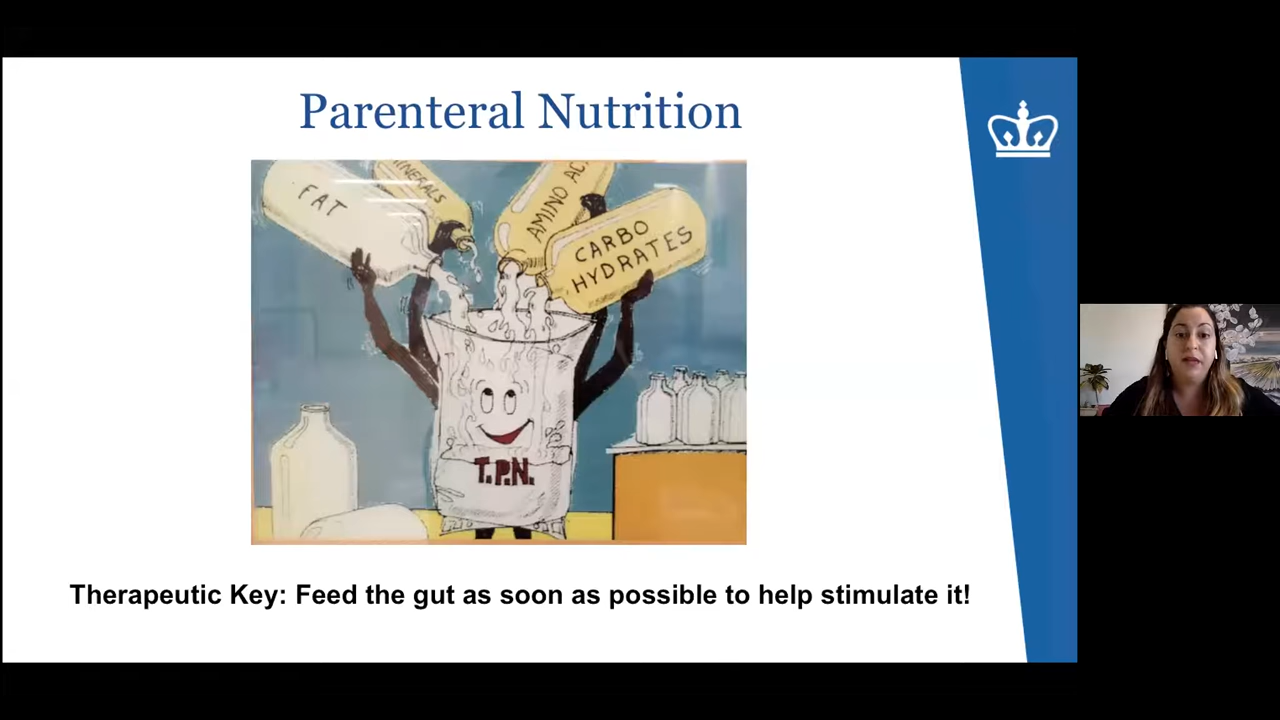 Parenteral Nutrition
FAT
MINERALS
AMINO
CARBO
HYDRATES
T.P.N.
Therapeutic Key: Feed the gut as soon as possible to help stimulate it!